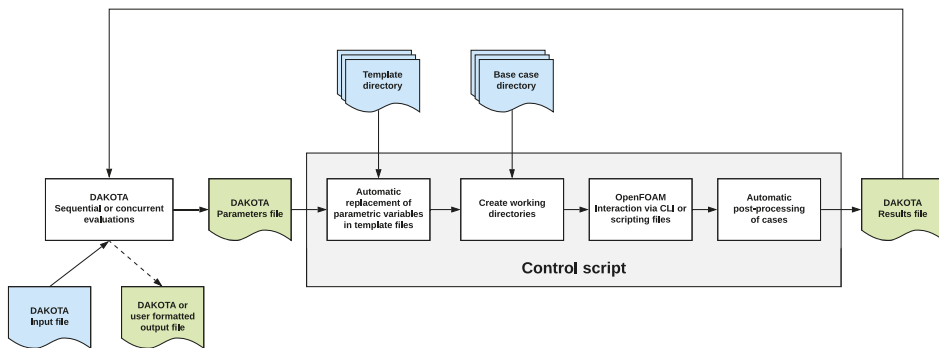 Template
directory
Base case
directory
DAKOTA
Sequential or concurrent
evaluations
DAKOTA
Parameters file
Automatic
replacement of
parametric variables
in template files
Create working
directories
OpenFOAM
Interaction via CLI or
scripting files
Automatic
post-processing
of cases
DAKOTA
Results file
Control script
DAKOTA
Input file
DAKOTA or
user formatted
output file